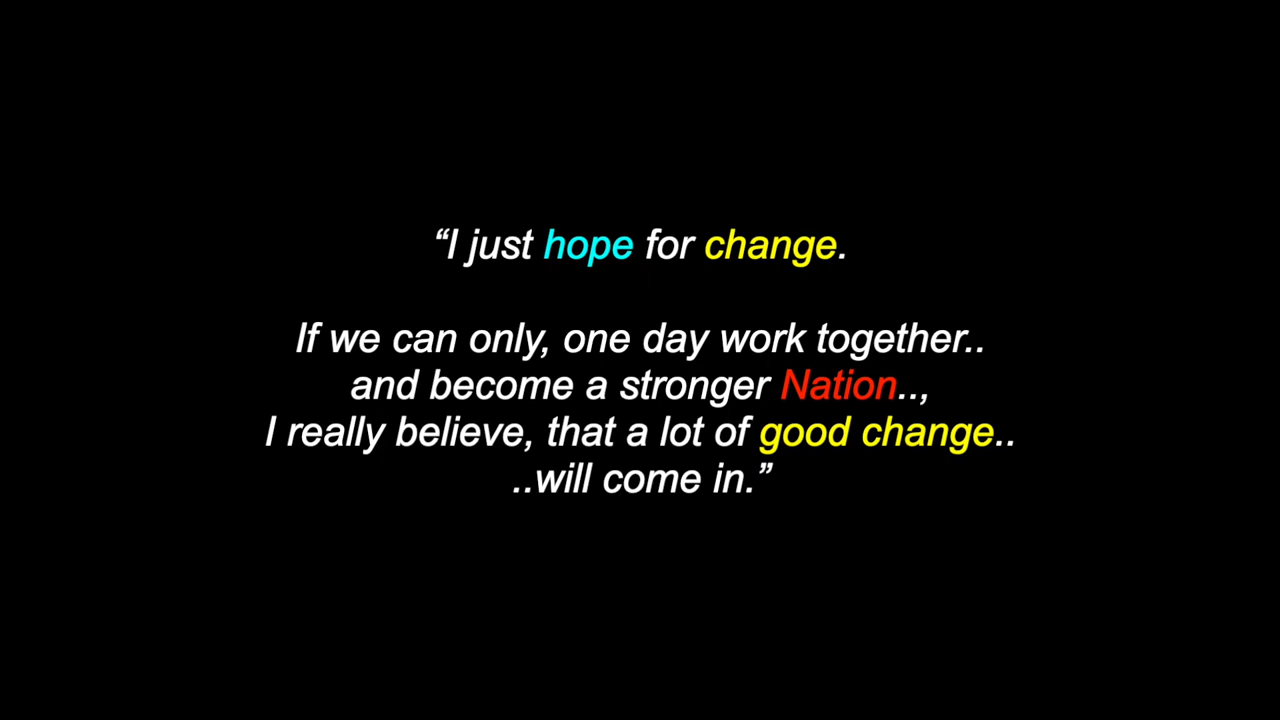 “I just hope for change.
If we can only, one day work together..
and become a stronger Nation..,
I really believe, that a lot of good change..
..will come in.”